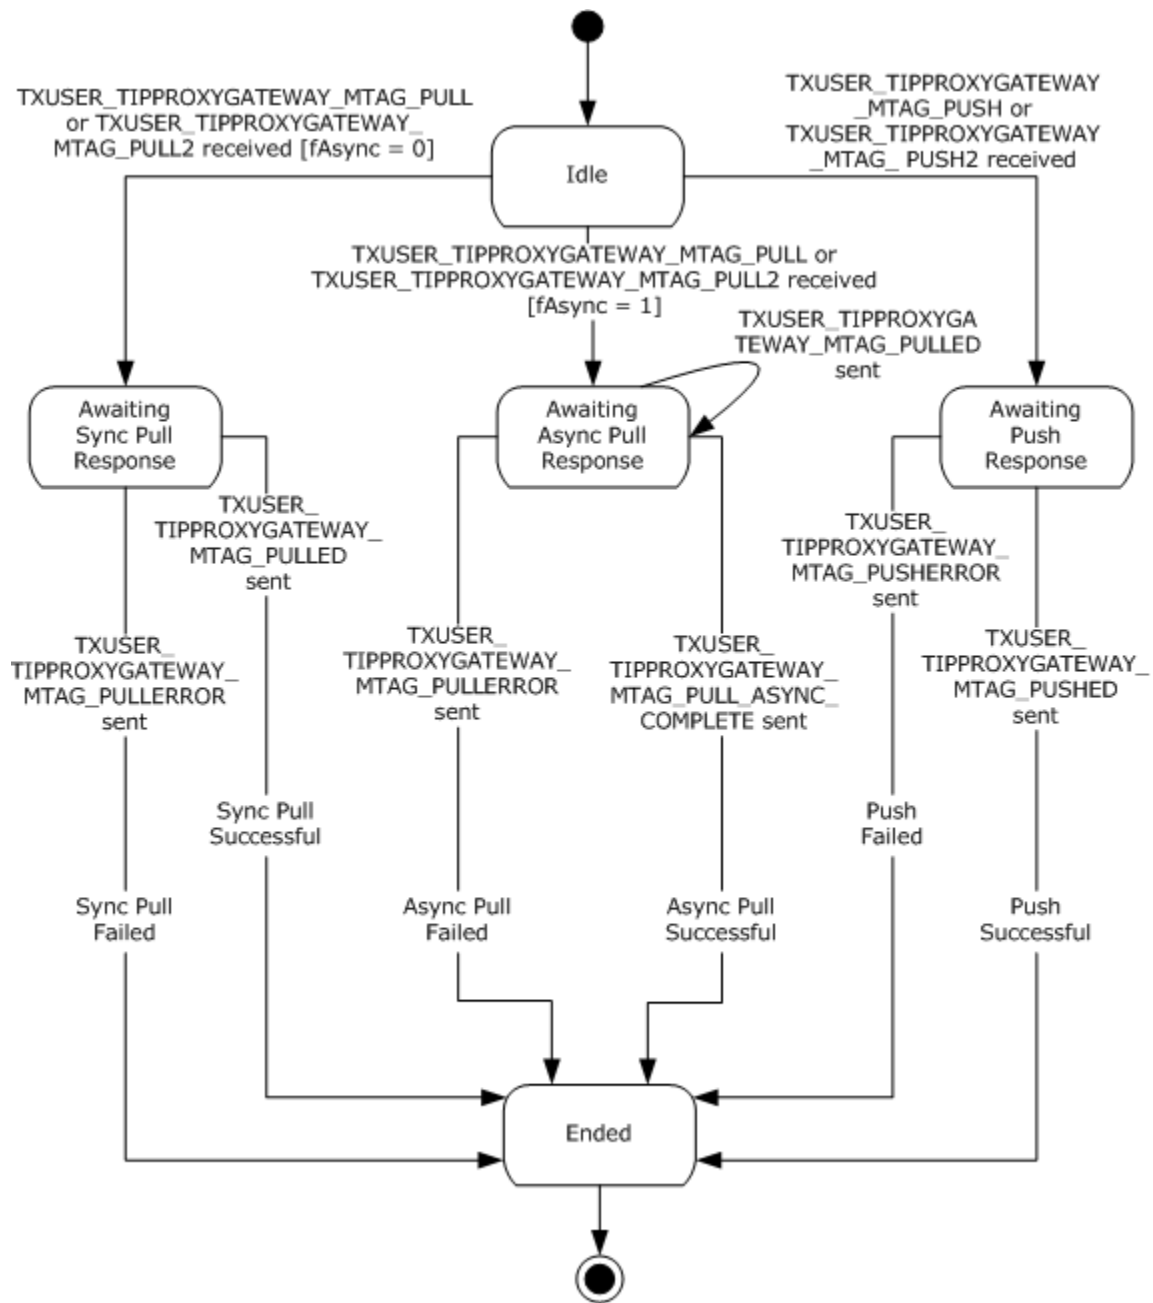 TXUSER_TIPPROXYGATEWAY_MTAG_PULL
or TXUSER_TIPPROXYGATEWAY_
MTAG_PULL2 received [fAsync = 0]
TXUSER_TIPPROXYGATEWAY
_MTAG_PUSH or
TXUSER_TIPPROXYGATEWAY
_MTAG_ PUSH2 received
Idle
TXUSER_TIPPROXYGATEWAY_MTAG_PULL or
TXUSER_TIPPROXYGATEWAY_MTAG_PULL2 received
[fAsync = 1]
TXUSER_TIPPROXYGA
TEWAY_MTAG_PULLED
sent
Awaiting
Sync Pull
Response
Awaiting
Async Pull
Response
Awaiting
Push
Response
TXUSER_
TIPPROXYGATEWAY_
MTAG_PULLED
sent
TXUSER_
TIPPROXYGATEWAY_
MTAG_PUSHERROR
sent
TXUSER_
TIPPROXYGATEWAY_
MTAG_PULLERROR
sent
TXUSER_
TIPPROXYGATEWAY_
MTAG_PULLERROR
sent
TXUSER_
TIPPROXYGATEWAY_
MTAG_PULL_ASYNC_
COMPLETE sent
TXUSER_
TIPPROXYGATEWAY_
MTAG_PUSHED
sent
Sync Pull
Successful
Push
Failed
Sync Pull
Failed
Async Pull
Failed
Async Pull
Successful
Push
Successful
Ended